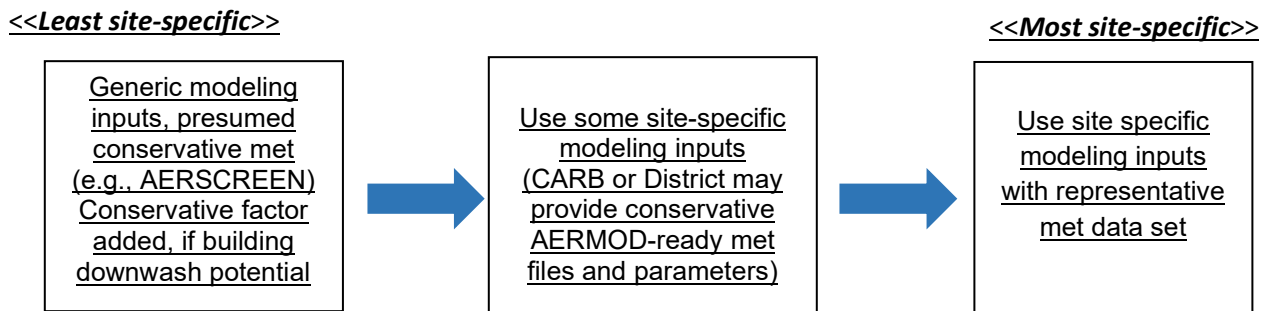 <<Least site-specific>>
<<Most site-specific>>
Generic modeling
inputs, presumed
conservative met
(e.g., AERSCREEN)
Conservative factor
added, if building
downwash potential
Use some site-specific
modeling inputs
(CARB or District may
provide conservative
AERMOD-ready met
files and parameters)
Use site specific
modeling inputs
with representative
met data set